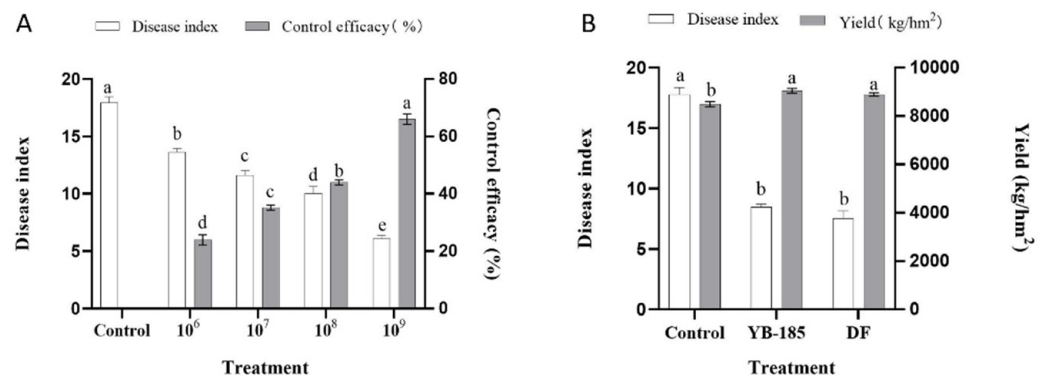 A
Disease index
Control efficacy( %)
20
15
10
5
0
Disease index
80
60
40
20
0
Control efficacy (%)
a
b
d
c
c
d
b
e
a
Control
10⁶
10⁷
10⁸
10⁹
Treatment
B
Disease index
Yield( kg/hm²)
20
15
10
5
0
Disease index
10000
8000
6000
4000
2000
0
Yield (kg/hm²)
a
b
b
a
b
a
Control
YB-185
DF
Treatment